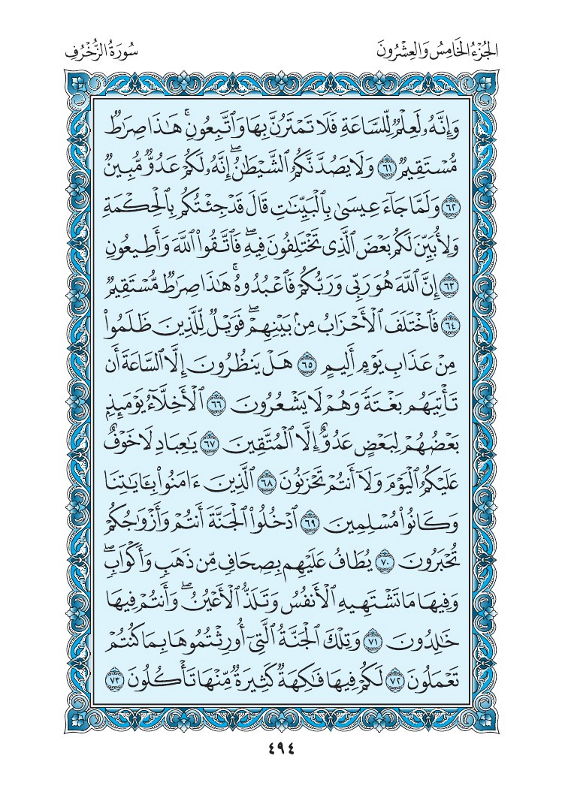 الجُزْءُ الخَامِسُ وَالعِشْرُونَ
سُورَةُ الزُّخْرُفِ
وَإِنَّهُۥ لَعِلْمٌ لِّلسَّاعَةِ فَلَا تَمْتَرُنَّ بِهَا وَٱتَّبِعُونِۚ هَٰذَا صِرَٰطٌ
مُّسْتَقِيمٌ ٦١ وَلَا يَصُدَّنَّكُمُ ٱلشَّيْطَٰنُۖ إِنَّهُۥ لَكُمْ عَدُوٌّ مُّبِينٌ
٦٢ وَلَمَّا جَآءَ عِيسَىٰ بِٱلْبَيِّنَٰتِ قَالَ قَدْ جِئْتُكُم بِٱلْحِكْمَةِ
وَلِأُبَيِّنَ لَكُم بَعْضَ ٱلَّذِى تَخْتَلِفُونَ فِيهِۖ فَٱتَّقُوا۟ ٱللَّهَ وَأَطِيعُونِ
٦٣ إِنَّ ٱللَّهَ هُوَ رَبِّى وَرَبُّكُمْ فَٱعْبُدُوهُۚ هَٰذَا صِرَٰطٌ مُّسْتَقِيمٌ
٦٤ فَٱخْتَلَفَ ٱلْأَحْزَابُ مِنۢ بَيْنِهِمْۖ فَوَيْلٌ لِّلَّذِينَ ظَلَمُوا۟
مِنْ عَذَابِ يَوْمٍ أَلِيمٍ ٦٥ هَلْ يَنظُرُونَ إِلَّا ٱلسَّاعَةَ أَن
تَأْتِيَهُم بَغْتَةً وَهُمْ لَا يَشْعُرُونَ ٦٦ ٱلْأَخِلَّآءُ يَوْمَئِذٍۭ
بَعْضُهُمْ لِبَعْضٍ عَدُوٌّ إِلَّا ٱلْمُتَّقِينَ ٦٧ يَٰعِبَادِ لَا خَوْفٌ
عَلَيْكُمُ ٱلْيَوْمَ وَلَآ أَنتُمْ تَحْزَنُونَ ٦٨ ٱلَّذِينَ ءَامَنُوا۟ بِـَٔايَٰتِنَا
وَكَانُوا۟ مُسْلِمِينَ ٦٩ ٱدْخُلُوا۟ ٱلْجَنَّةَ أَنتُمْ وَأَزْوَٰجُكُمْ
تُحْبَرُونَ ٧٠ يُطَافُ عَلَيْهِم بِصِحَافٍ مِّن ذَهَبٍ وَأَكْوَابٍۖ
وَفِيهَا مَا تَشْتَهِيهِ ٱلْأَنفُسُ وَتَلَذُّ ٱلْأَعْيُنُۖ وَأَنتُمْ فِيهَا
خَٰلِدُونَ ٧١ وَتِلْكَ ٱلْجَنَّةُ ٱلَّتِىٓ أُورِثْتُمُوهَا بِمَا كُنتُمْ
تَعْمَلُونَ ٧٢ لَكُمْ فِيهَا فَٰكِهَةٌ كَثِيرَةٌ مِّنْهَا تَأْكُلُونَ ٧٣
٤٩٤